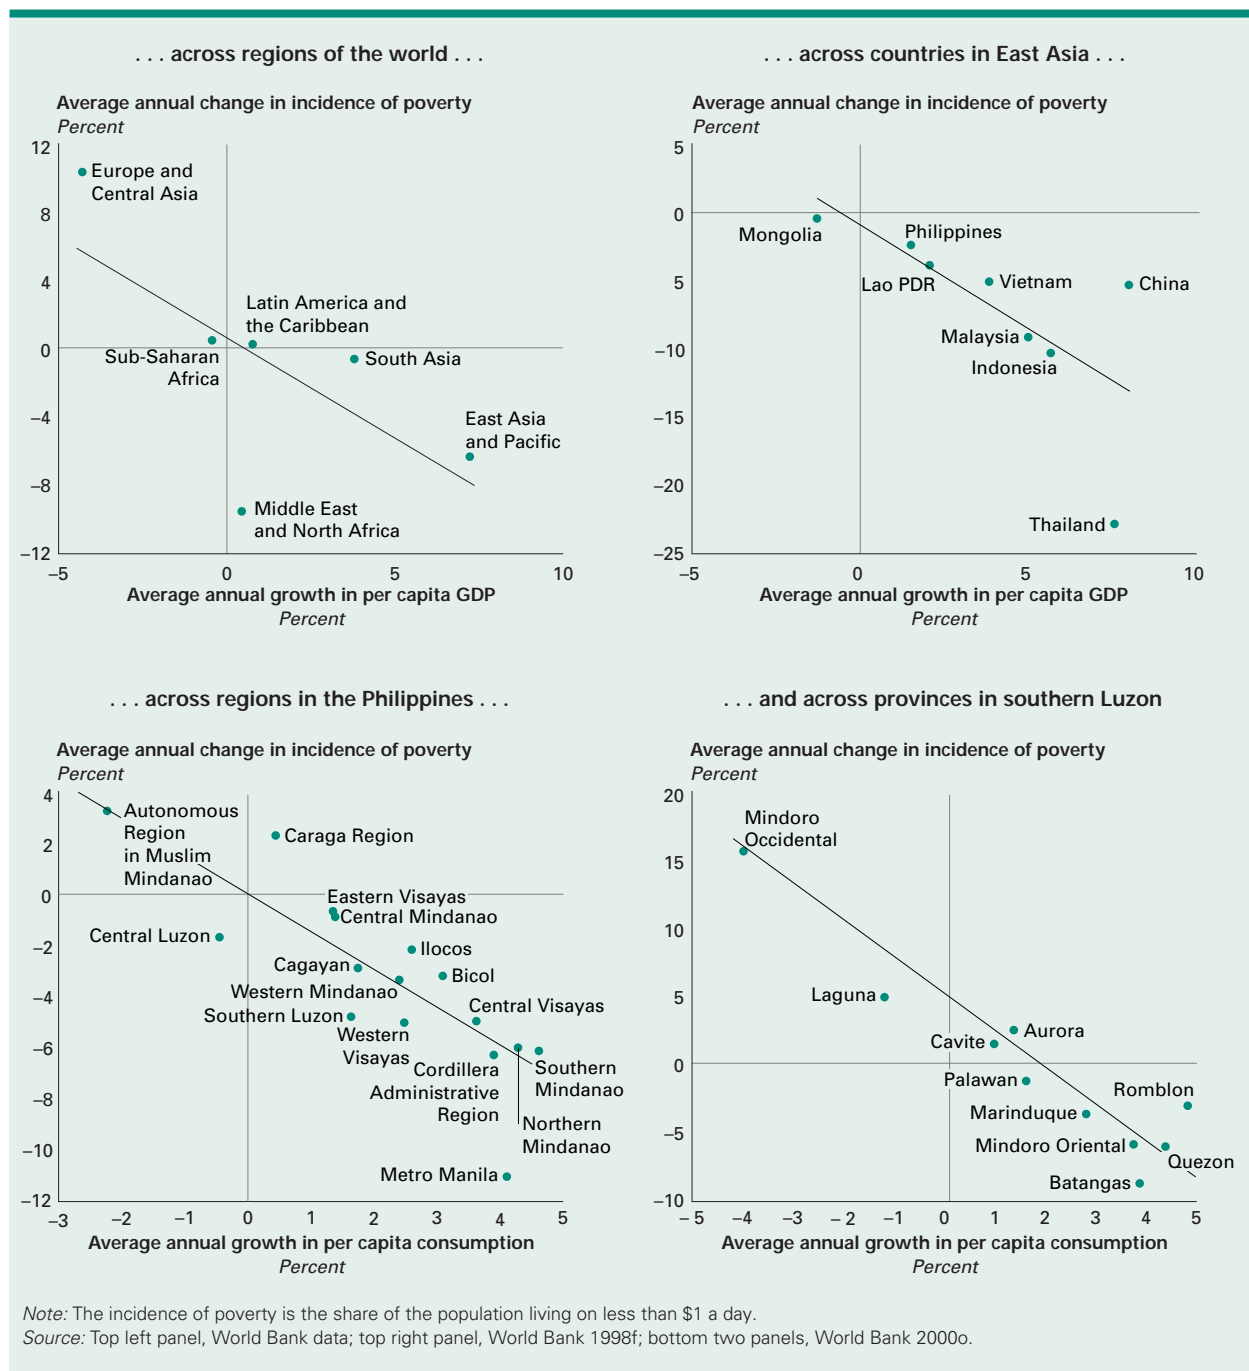 . . . across regions of the world . . .
Average annual change in incidence of poverty
Percent
12
8
4
0
–4
–8
–12
Europe and
Central Asia
Latin America and
the Caribbean
Sub-Saharan
Africa
South Asia
East Asia
and Pacific
Middle East
and North Africa
–5
0
5
10
Average annual growth in per capita GDP
Percent
. . . across countries in East Asia . . .
Average annual change in incidence of poverty
Percent
5
0
5
–10
–15
–20
–25
Mongolia
Philippines
Lao PDR
Vietnam
China
Malaysia
Indonesia
Thailand
–5
0
5
10
Average annual growth in per capita GDP
Percent
. . . across regions in the Philippines . . .
Average annual change in incidence of poverty
Percent
4
2
0
–2
–4
–6
–8
–10
–12
Autonomous
Region
in Muslim
Mindanao
Caraga Region
Eastern Visayas
Central Mindanao
Central Luzon
Ilocos
Cagayan
Bicol
Western Mindanao
Southern Luzon
Central Visayas
Western
Visayas
Cordillera
Administrative
Region
Southern
Mindanao
Northern
Mindanao
Metro Manila
–3
–2
–1
0
1
2
3
4
5
Average annual growth in per capita consumption
Percent
. . . and across provinces in southern Luzon
Average annual change in incidence of poverty
Percent
20
15
10
5
0
–5
–10
Mindoro
Occidental
Laguna
Aurora
Cavite
Palawan
Romblon
Marinduque
Mindoro Oriental
Quezon
Batangas
– 5
–4
–3
– 2
–1
0
1
2
3
4
5
Average annual growth in per capita consumption
Percent
Note: The incidence of poverty is the share of the population living on less than $1 a day.
Source: Top left panel, World Bank data; top right panel, World Bank 1998f; bottom two panels, World Bank 2000o.